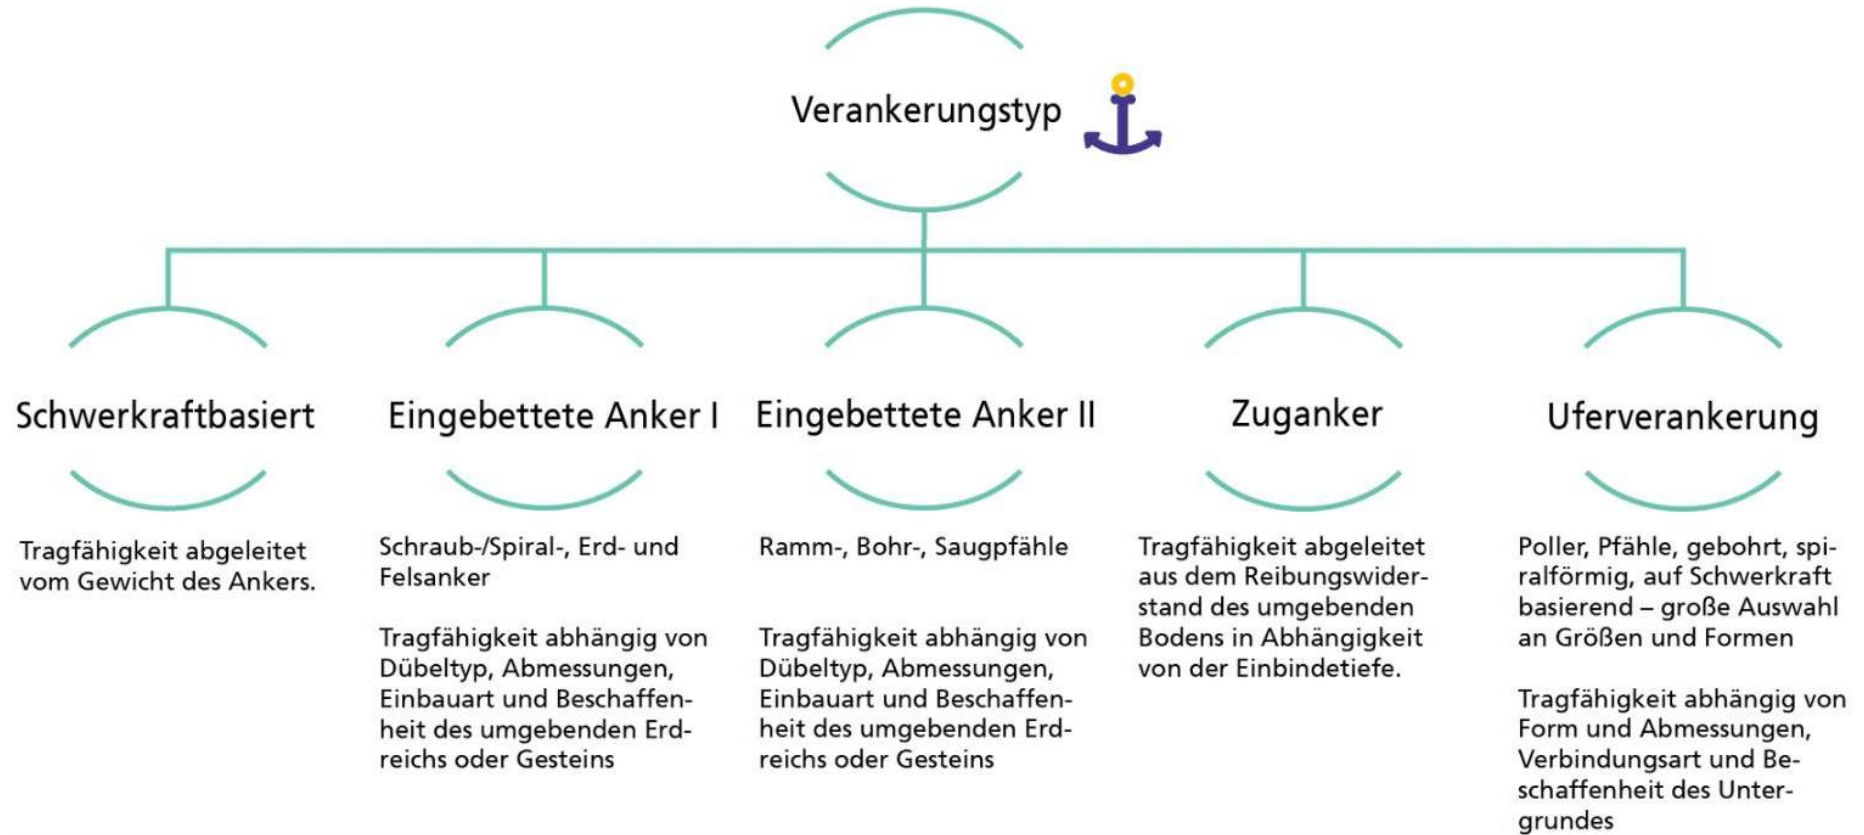 Verankerungstyp
Schwerkraftbasiert
Tragfähigkeit abgeleitet
vom Gewicht des Ankers.
Eingebettete Anker I
Schraub-/Spiral-, Erd- und
Felsanker
Tragfähigkeit abhängig von
Dübeltyp, Abmessungen,
Einbauart und Beschaffen-
heit des umgebenden Erd-
reichs oder Gesteins
Eingebettete Anker II
Ramm-, Bohr-, Saugpfähle
Tragfähigkeit abhängig von
Dübeltyp, Abmessungen,
Einbauart und Beschaffen-
heit des umgebenden Erd-
reichs oder Gesteins
Zuganker
Tragfähigkeit abgeleitet
aus dem Reibungswider-
stand des umgebenden
Bodens in Abhängigkeit
von der Einbindetiefe.
Uferverankerung
Poller, Pfähle, gebohrt, spi-
ralförmig, auf Schwerkraft
basierend – große Auswahl
an Größen und Formen
Tragfähigkeit abhängig von
Form und Abmessungen,
Verbindungsart und Be-
schaffenheit des Unter-
grundes